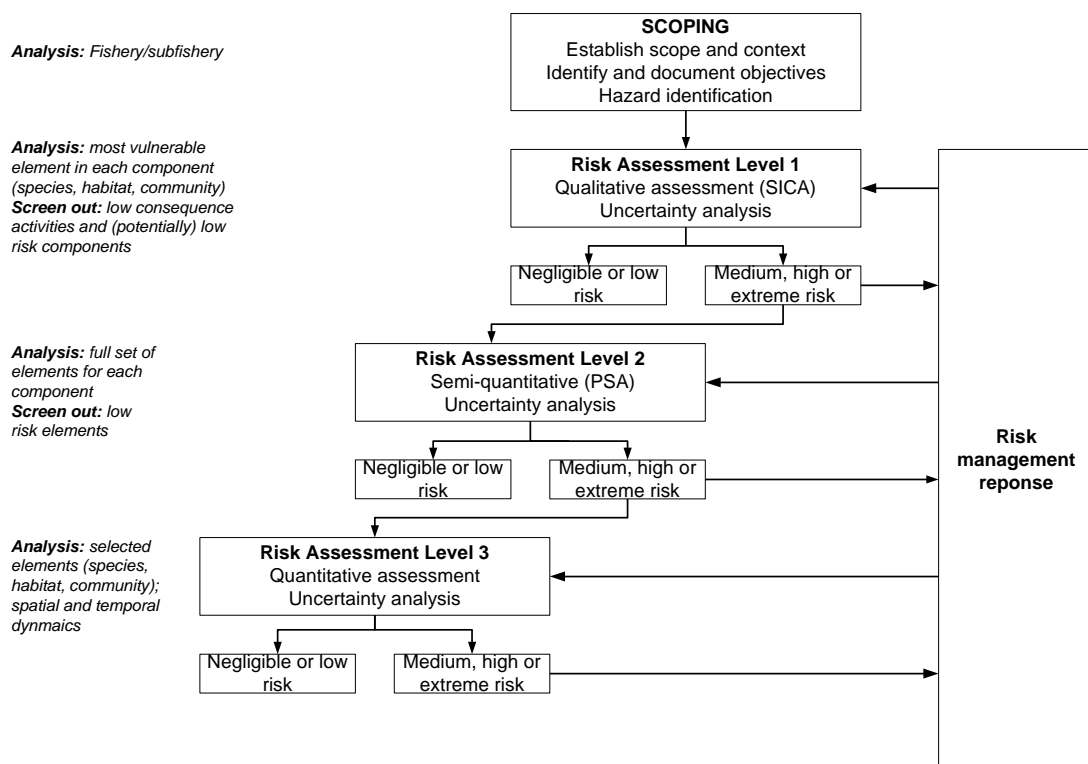 SCOPING
Establish scope and context
Identify and document objectives
Hazard identification
Analysis: Fishery/subfishery
Analysis: most vulnerable
element in each component
(species, habitat, community)
Screen out: low consequence
activities and (potentially) low
risk components
Risk Assessment Level 1
Qualitative assessment (SICA)
Uncertainty analysis
Negligible or low
risk
Medium, high or
extreme risk
Analysis: full set of
elements for each
component
Screen out: low
risk elements
Risk Assessment Level 2
Semi-quantitative (PSA)
Uncertainty analysis
Negligible or low
risk
Medium, high or
extreme risk
Risk
management
reponse
Analysis: selected
elements (species,
habitat, community);
spatial and temporal
dynmaics
Risk Assessment Level 3
Quantitative assessment
Uncertainty analysis
Negligible or low
risk
Medium, high or
extreme risk